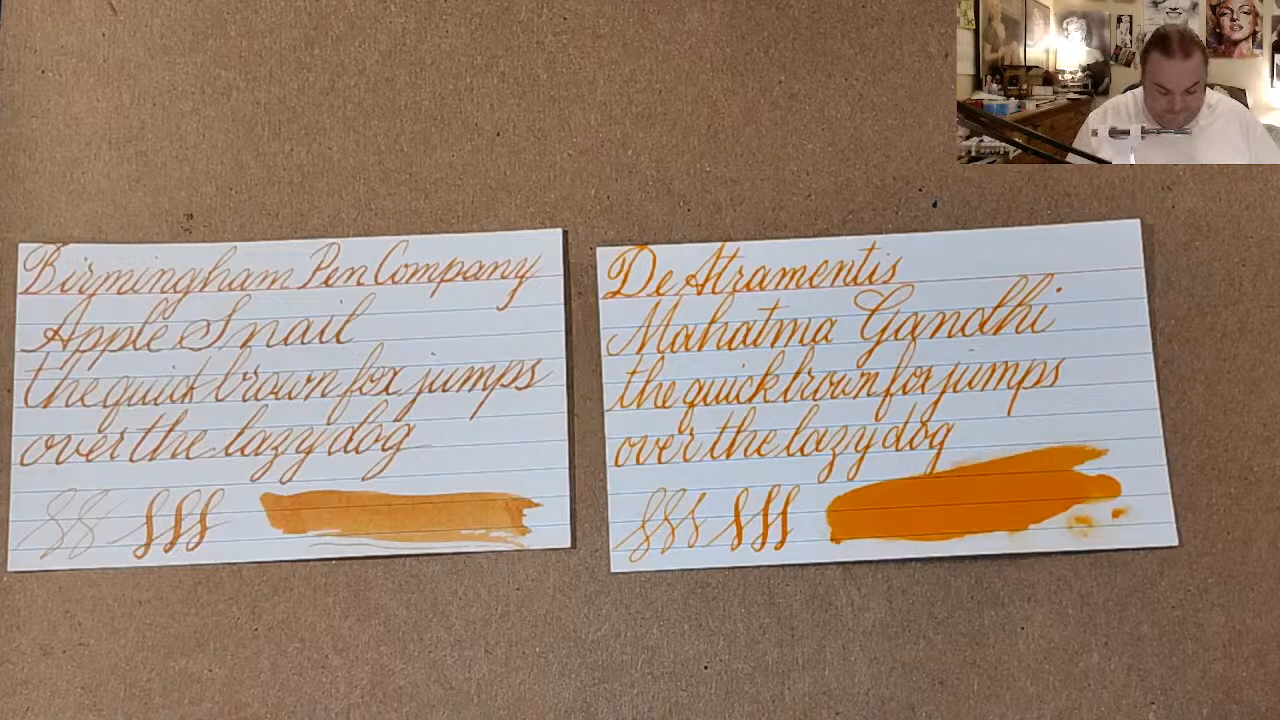 Birmingham Pen Company
Apple Snail
the quick brown fox jumps
over the lazy dog
De Atramentis
Mahatma Gandhi
the quick brown fox jumps
over the lazy dog